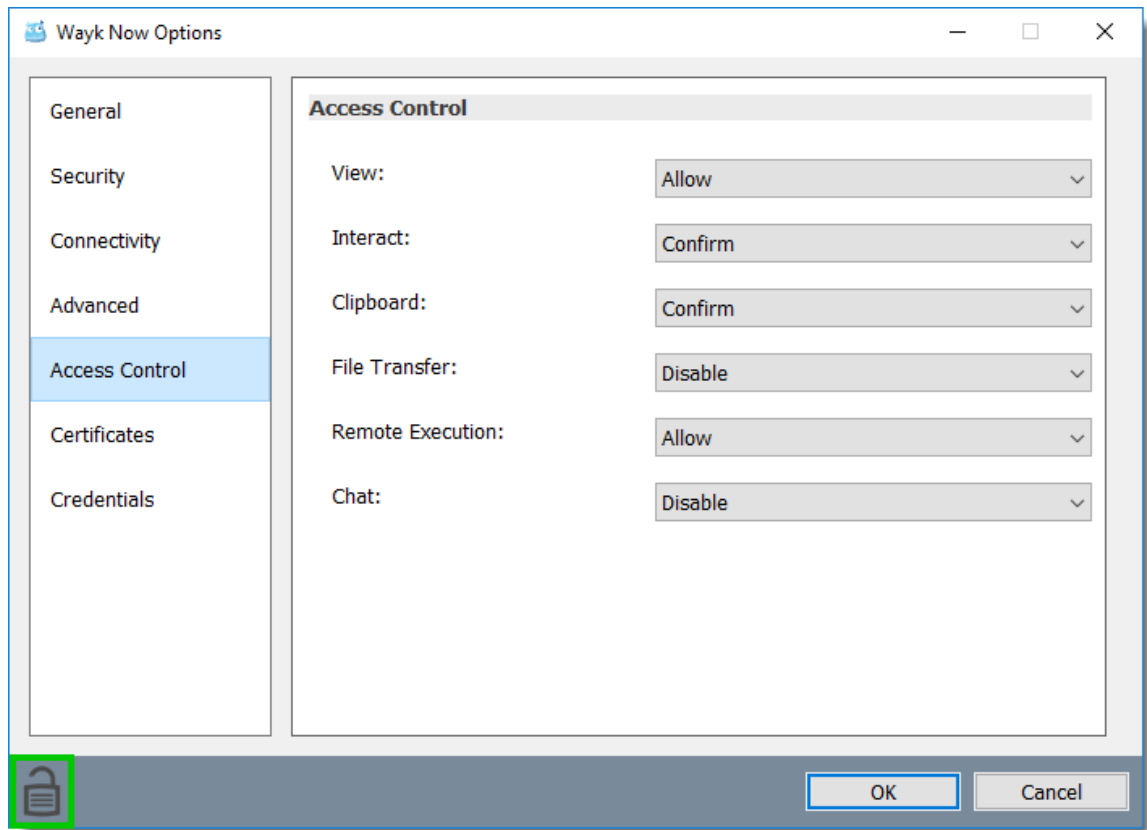 Wayk Now Options
General
Security
Connectivity
Advanced
Access Control
Certificates
Credentials
Access Control
View: Allow
Interact: Confirm
Clipboard: Confirm
File Transfer: Disable
Remote Execution: Allow
Chat: Disable
OK Cancel